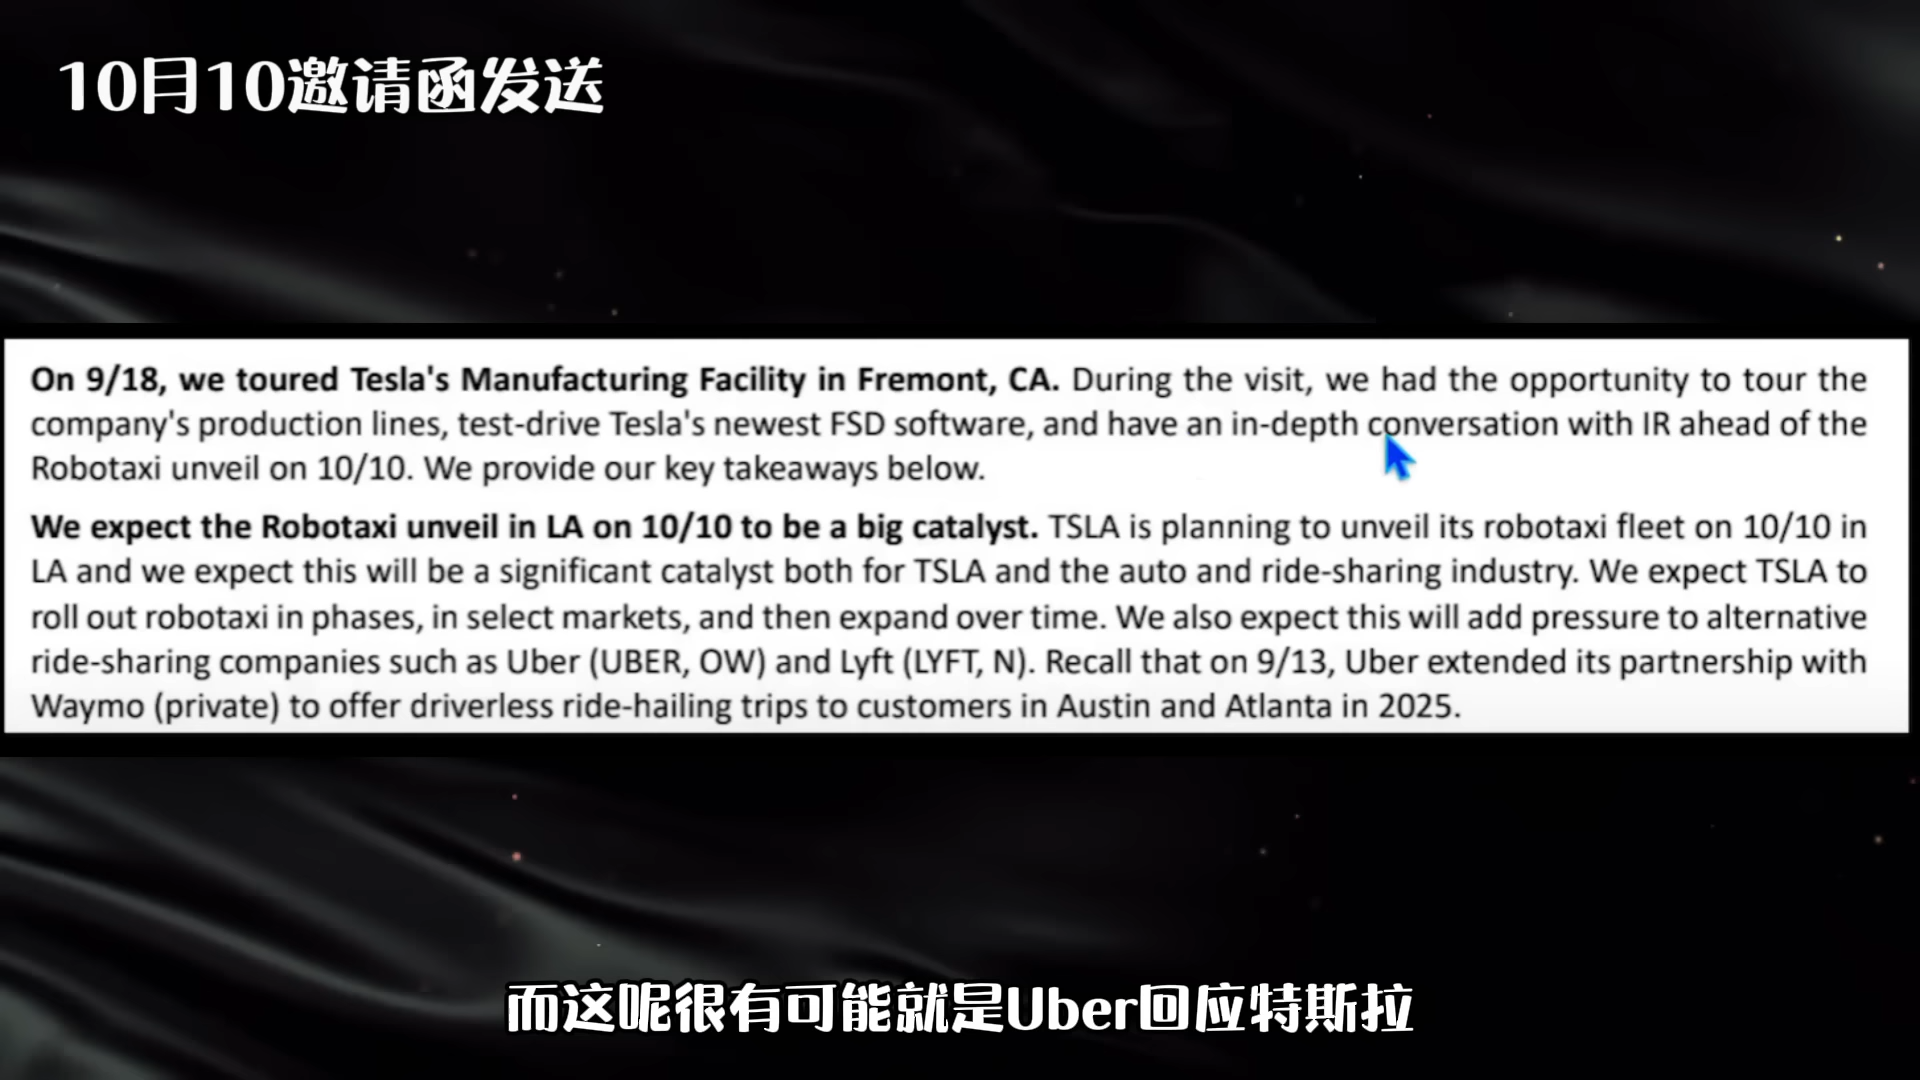 10月10邀请函发送
On 9/18, we toured Tesla's Manufacturing Facility in Fremont, CA. During the visit, we had the opportunity to tour the
company's production lines, test-drive Tesla's newest FSD software, and have an in-depth conversation with IR ahead of the
Robotaxi unveil on 10/10. We provide our key takeaways below.
We expect the Robotaxi unveil in LA on 10/10 to be a big catalyst. TSLA is planning to unveil its robotaxi fleet on 10/10 in
LA and we expect this will be a significant catalyst both for TSLA and the auto and ride-sharing industry. We expect TSLA to
roll out robotaxi in phases, in select markets, and then expand over time. We also expect this will add pressure to alternative
ride-sharing companies such as Uber (UBER, OW) and Lyft (LYFT, N). Recall that on 9/13, Uber extended its partnership with
Waymo (private) to offer driverless ride-hailing trips to customers in Austin and Atlanta in 2025.
而这呢很有可能就是Uber回应特斯拉